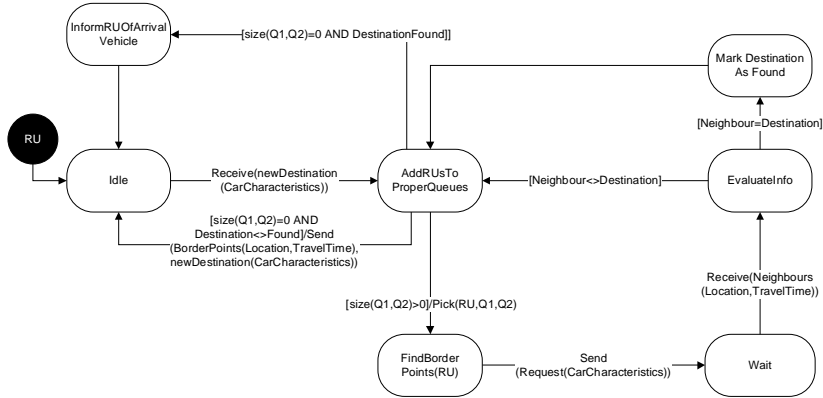 InformRUOfArrival
Vehicle
[size(Q1,Q2)=0 AND DestinationFound]]
Mark Destination
As Found
RU
[Neighbour=Destination]
Idle
Receive(newDestination
(CarCharacteristics))
AddRUsTo
ProperQueues
[Neighbour<>Destination]
EvaluateInfo
[size(Q1,Q2)=0 AND
Destination<>Found]/Send
(BorderPoints(Location,TravelTime),
newDestination(CarCharacteristics))
Receive(Neighbours
(Location,TravelTime))
[size(Q1,Q2)>0]/Pick(RU,Q1,Q2)
FindBorder
Points(RU)
Send
(Request(CarCharacteristics))
Wait